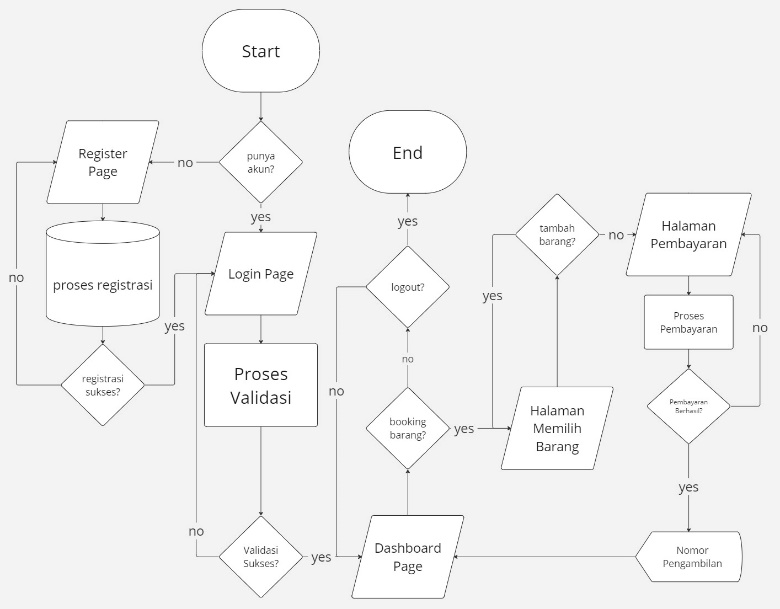 Start
punya
akun?
no
yes
Register
Page
proses registrasi
registrasi
sukses?
no
yes
Login Page
Proses
Validasi
Validasi
Sukses?
no
yes
Dashboard
Page
booking
barang?
no
yes
logout?
no
yes
End
Halaman
Memilih
Barang
tambah
barang?
yes
no
Halaman
Pembayaran
Proses
Pembayaran
Pembayaran
Berhasil?
no
yes
Nomor
Pengambilan